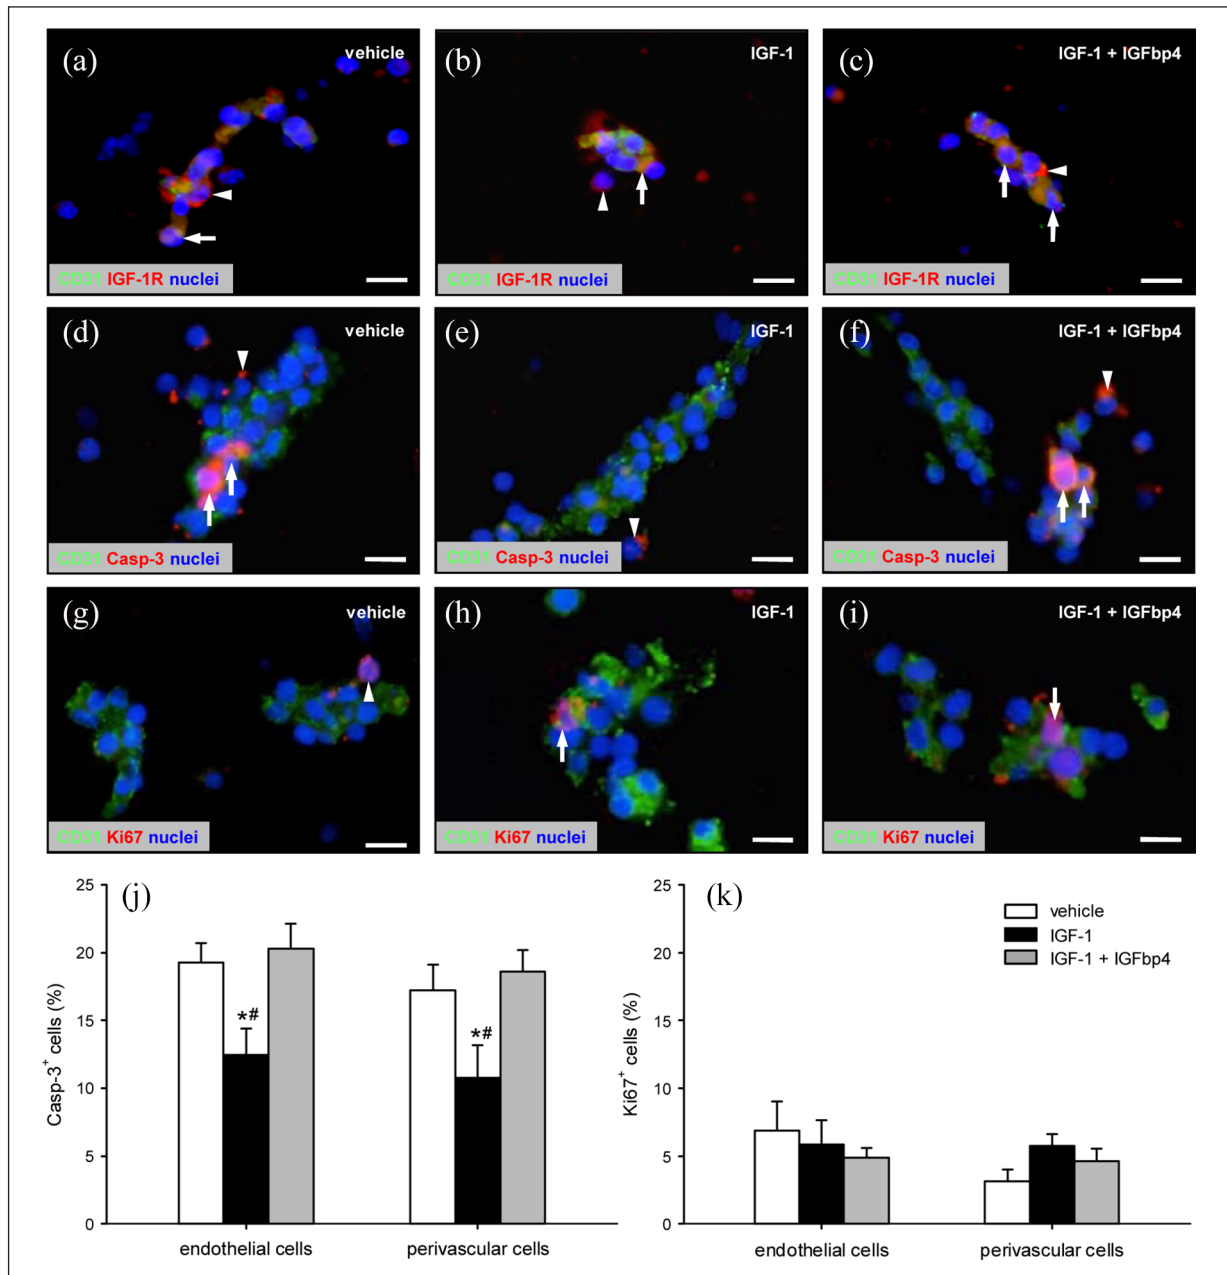 (a) vehicle
CD31 IGF-1R nuclei
(b) IGF-1
CD31 IGF-1R nuclei
(c) IGF-1 + IGFbp4
CD31 IGF-1R nuclei
(d) vehicle
CD31 Casp-3 nuclei
(e) IGF-1
CD31 Casp-3 nuclei
(f) IGF-1 + IGFbp4
CD31 Casp-3 nuclei
(g) vehicle
CD31 Ki67 nuclei
(h) IGF-1
CD31 Ki67 nuclei
(i) IGF-1 + IGFbp4
CD31 Ki67 nuclei
(j)
Casp-3+ cells (%)
25
20
15
10
5
0
*#
*#
endothelial cells
perivascular cells
(k)
Ki67+ cells (%)
25
20
15
10
5
0
vehicle
IGF-1
IGF-1 + IGFbp4
endothelial cells
perivascular cells